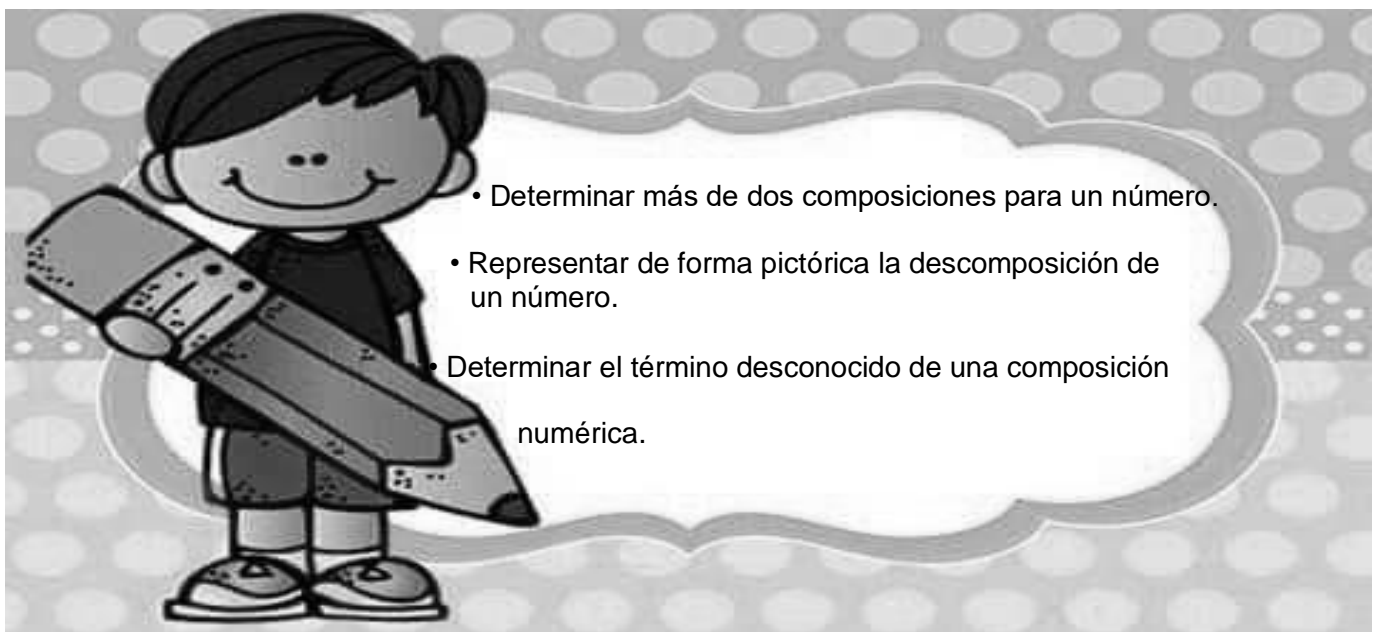 • Determinar más de dos composiciones para un número.
• Representar de forma pictórica la descomposición de
un número.
• Determinar el término desconocido de una composición
numérica.